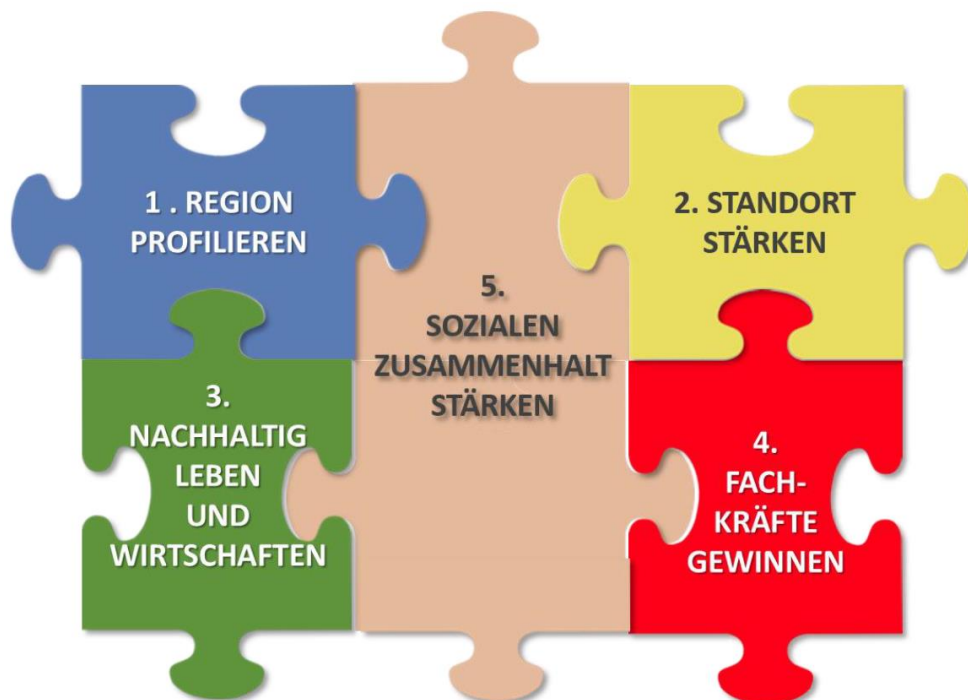 1 . REGION
PROFILIEREN
2. STANDORT
STÄRKEN
3.
NACHHALTIG
LEBEN
UND
WIRTSCHAFTEN
4.
FACH-
KRÄFTE
GEWINNEN
5.
SOZIALEN
ZUSAMMENHALT
STÄRKEN